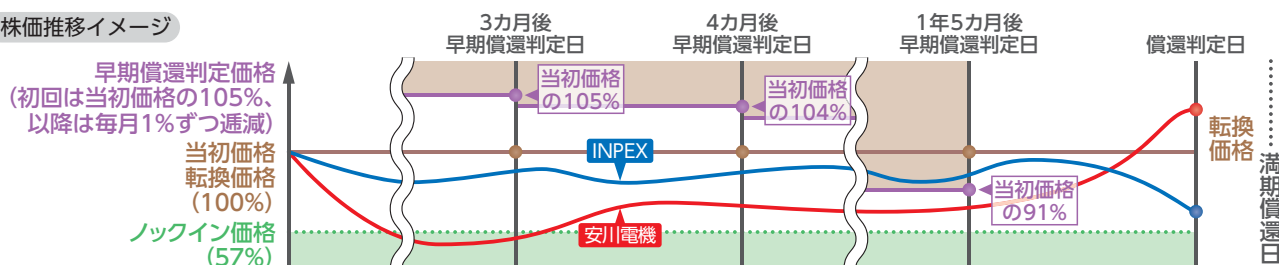 株価推移イメージ
3カ月後
早期償還判定日
4カ月後
早期償還判定日
1年5カ月後
早期償還判定日
償還判定日
早期償還判定価格
(初回は当初価格の105%、
以降は毎月1%ずつ逓減)
当初価格
の105%
当初価格
の104%
当初価格
転換価格
(100%)
INPEX
転換
価格
当初価格
の91%
ノックイン価格
(57%)
安川電機
満期償還日